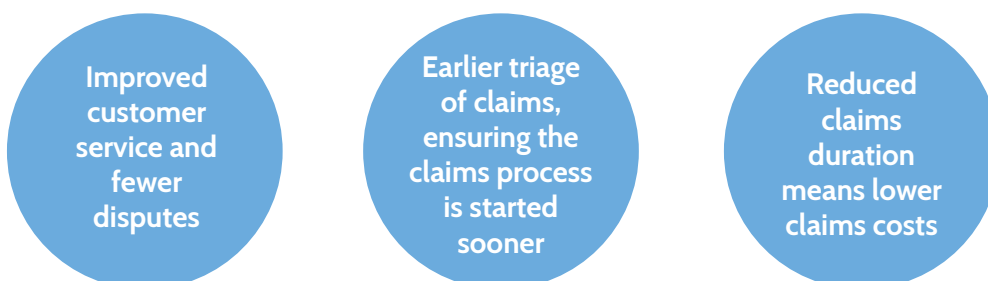 Improved
customer
service and
fewer
disputes
Earlier triage
of claims,
ensuring the
claims process
is started
sooner
Reduced
claims
duration
means lower
claims costs